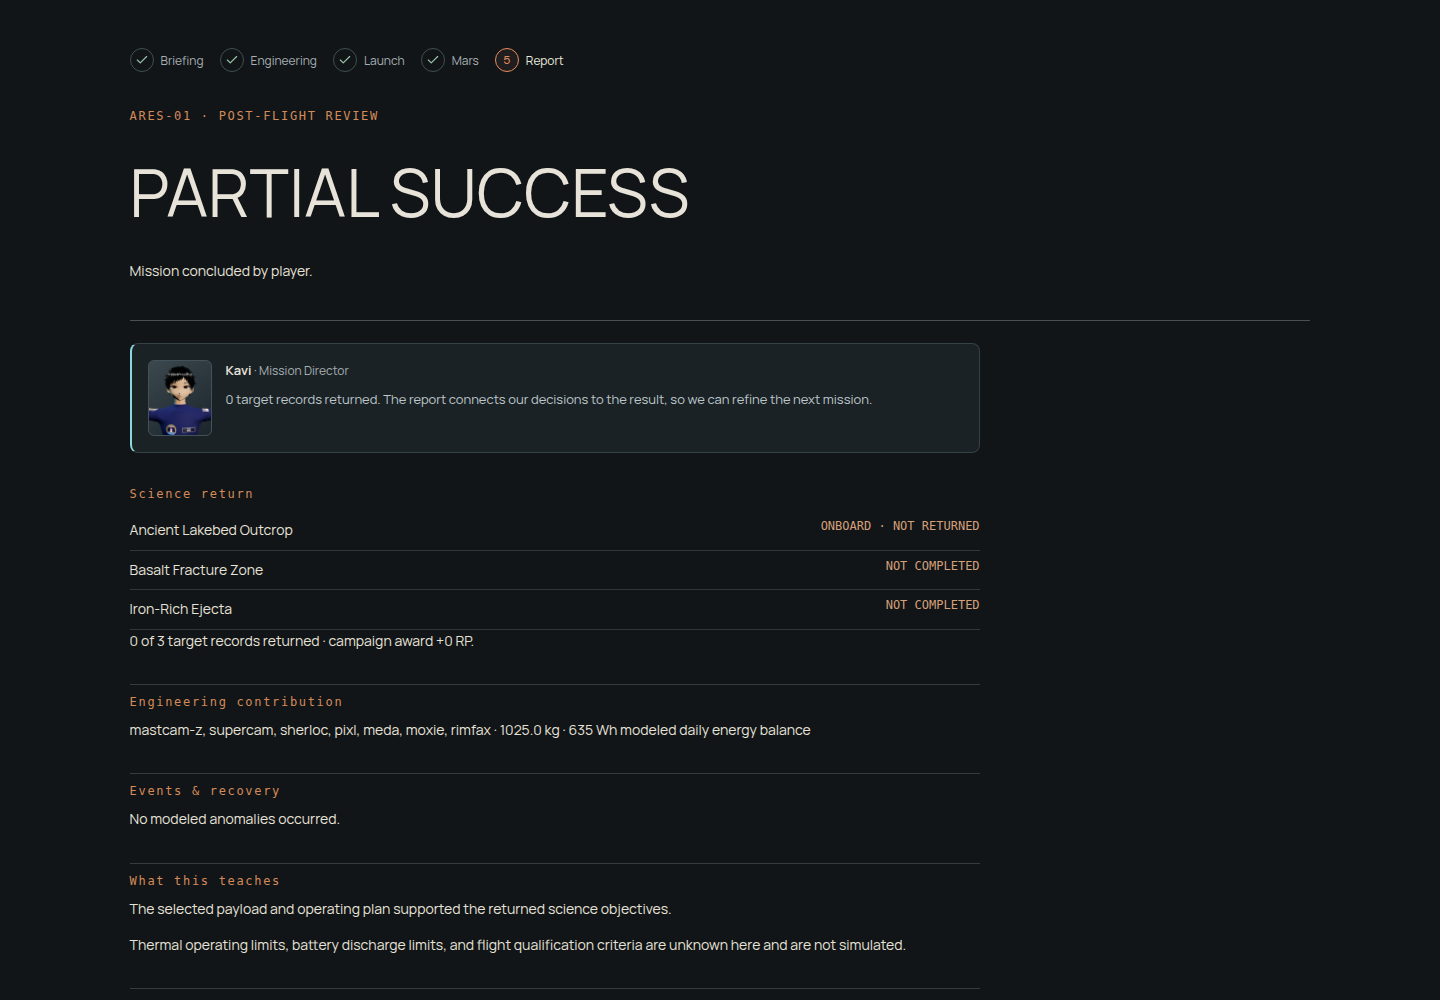 Briefing Engineering Launch Mars 5 Report
ARES-01 · POST-FLIGHT REVIEW
PARTIAL SUCCESS
Mission concluded by player.
Kavi · Mission Director
0 target records returned. The report connects our decisions to the result, so we can refine the next mission.
Science return
Ancient Lakebed Outcrop ONBOARD · NOT RETURNED
Basalt Fracture Zone NOT COMPLETED
Iron-Rich Ejecta NOT COMPLETED
0 of 3 target records returned · campaign award +0 RP.
Engineering contribution
mastcam-z, supercam, sherloc, pixl, meda, moxie, rimfax · 1025.0 kg · 635 Wh modeled daily energy balance
Events & recovery
No modeled anomalies occurred.
What this teaches
The selected payload and operating plan supported the returned science objectives.
Thermal operating limits, battery discharge limits, and flight qualification criteria are unknown here and are not simulated.